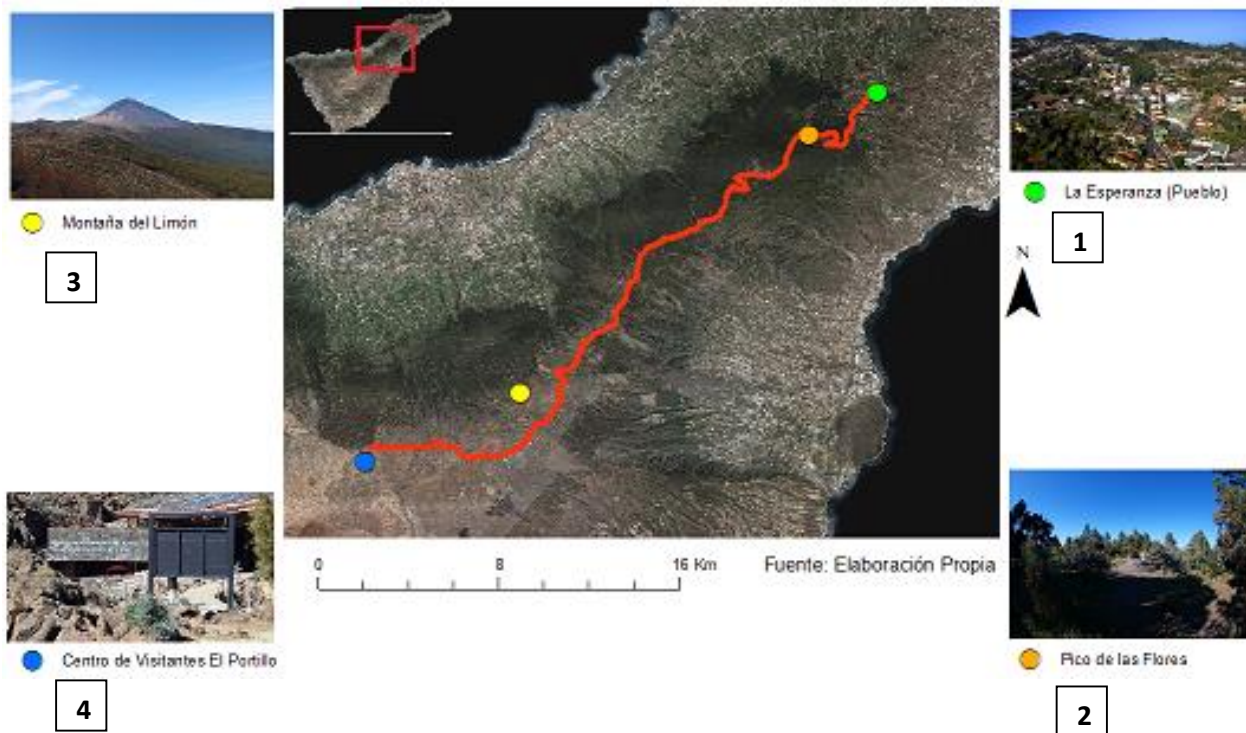 Montaña del Limón
3
La Esperanza (Pueblo)
1
N
0 8 16 Km
Fuente: Elaboración Propia
Centro de Visitantes El Portillo
4
Pico de las Flores
2